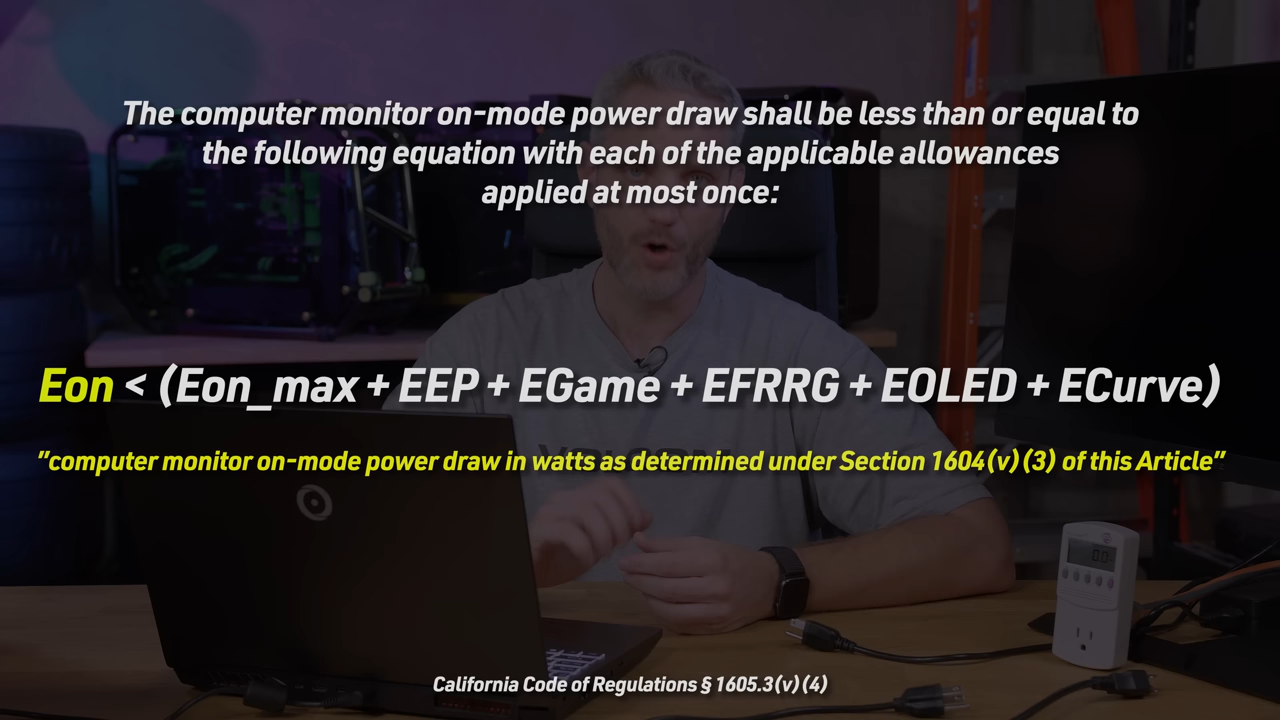 The computer monitor on-mode power draw shall be less than or equal to
the following equation with each of the applicable allowances
applied at most once:
Eon < (Eon_max + EEP + EGame + EFRRG + EOLED + ECurve)
"computer monitor on-mode power draw in watts as determined under Section 1604(v)(3) of this Article"
California Code of Regulations § 1605.3(v)(4)